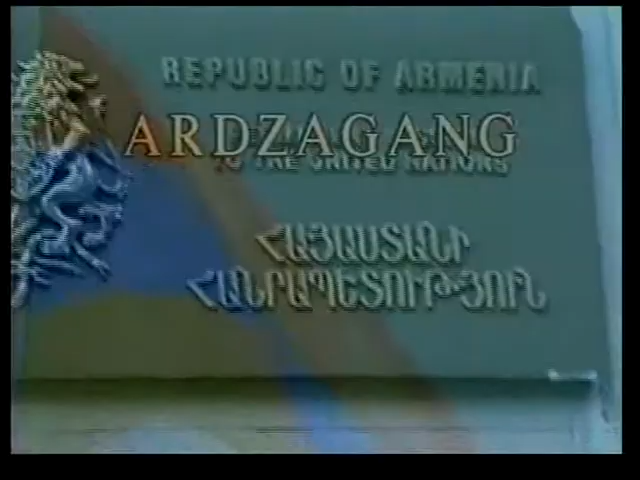 REPUBLIC OF ARMENIA
ARDZAGANG
TO THE UNITED NATIONS
ՀԱՅԱՍՏԱՆԻ
ՀԱՆՐԱՊԵՏՈՒԹՅՈՒՆ